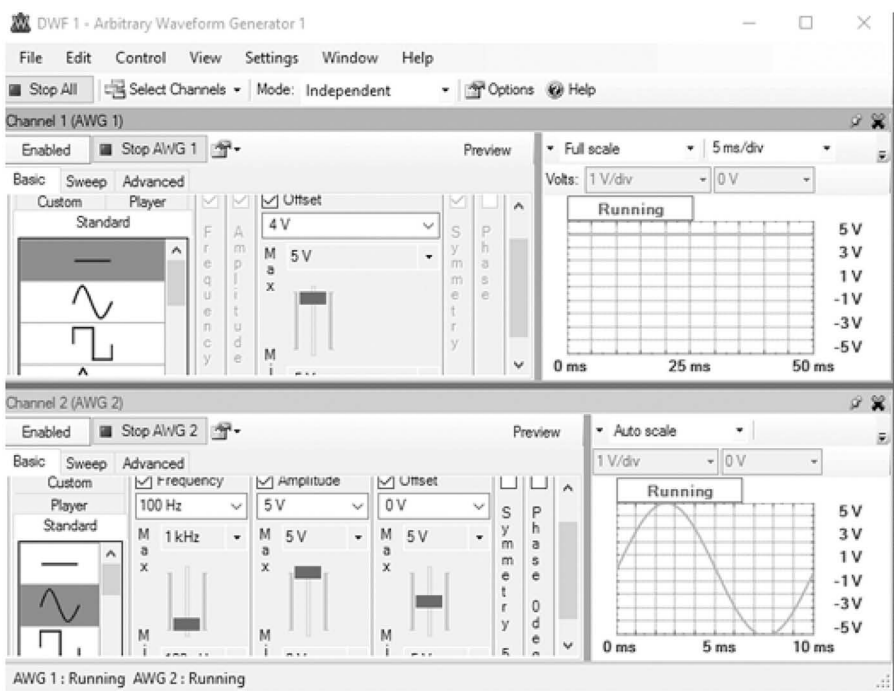 DWF 1 - Arbitrary Waveform Generator 1
File Edit Control View Settings Window Help
Stop All Select Channels Mode: Independent Options Help
Channel 1 (AWG 1)
Enabled Stop AWG 1 Preview Full scale 5 ms/div
Basic Sweep Advanced
Volts: 1 V/div 0 V
Custom Player
Standard
Frequency
Amplitude
Offset
4 V
Max 5 V
Symmetry
Phase
Running
5 V
3 V
1 V
-1 V
-3 V
-5 V
0 ms 25 ms 50 ms
Channel 2 (AWG 2)
Enabled Stop AWG 2 Preview Auto scale
Basic Sweep Advanced
1 V/div 0 V
Custom
Player
Standard
Frequency Amplitude Offset
100 Hz 5 V 0 V
Max 1 kHz Max 5 V Max 5 V
Symmetry
Phase 0 de
Running
5 V
3 V
1 V
-1 V
-3 V
-5 V
0 ms 5 ms 10 ms
AWG 1 : Running AWG 2 : Running